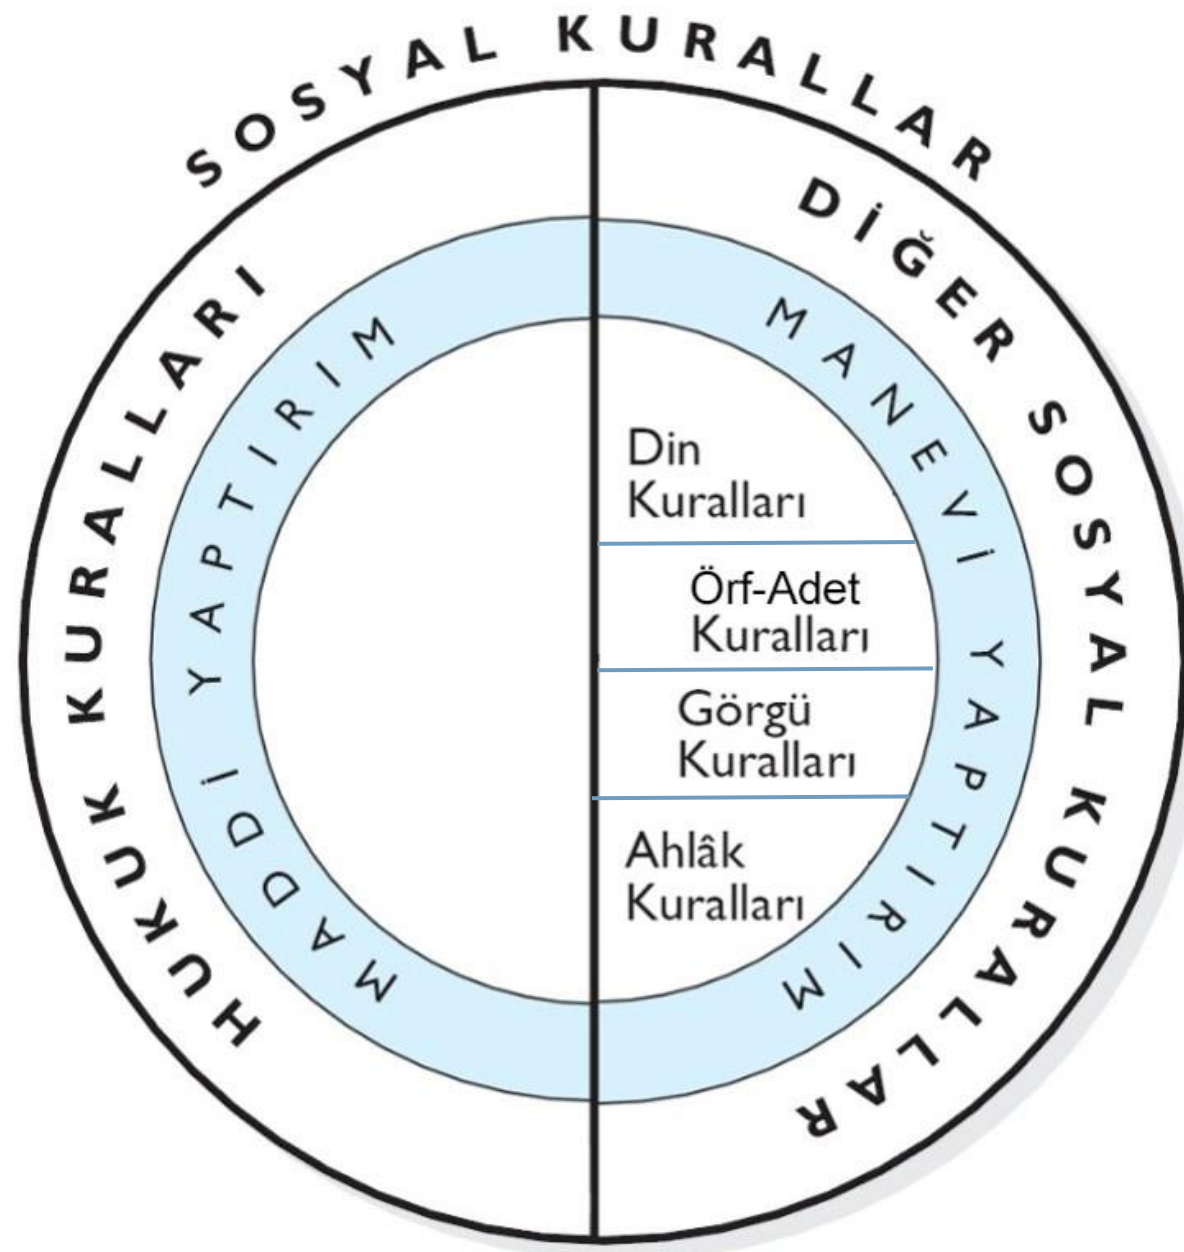 SOSYAL KURALLAR
HUKUK KURALLARI
MADDİ YAPTIRIM
DİĞER SOSYAL KURALLAR
MANEVİ YAPTIRIM
Din
Kuralları
Örf-Adet
Kuralları
Görgü
Kuralları
Ahlâk
Kuralları